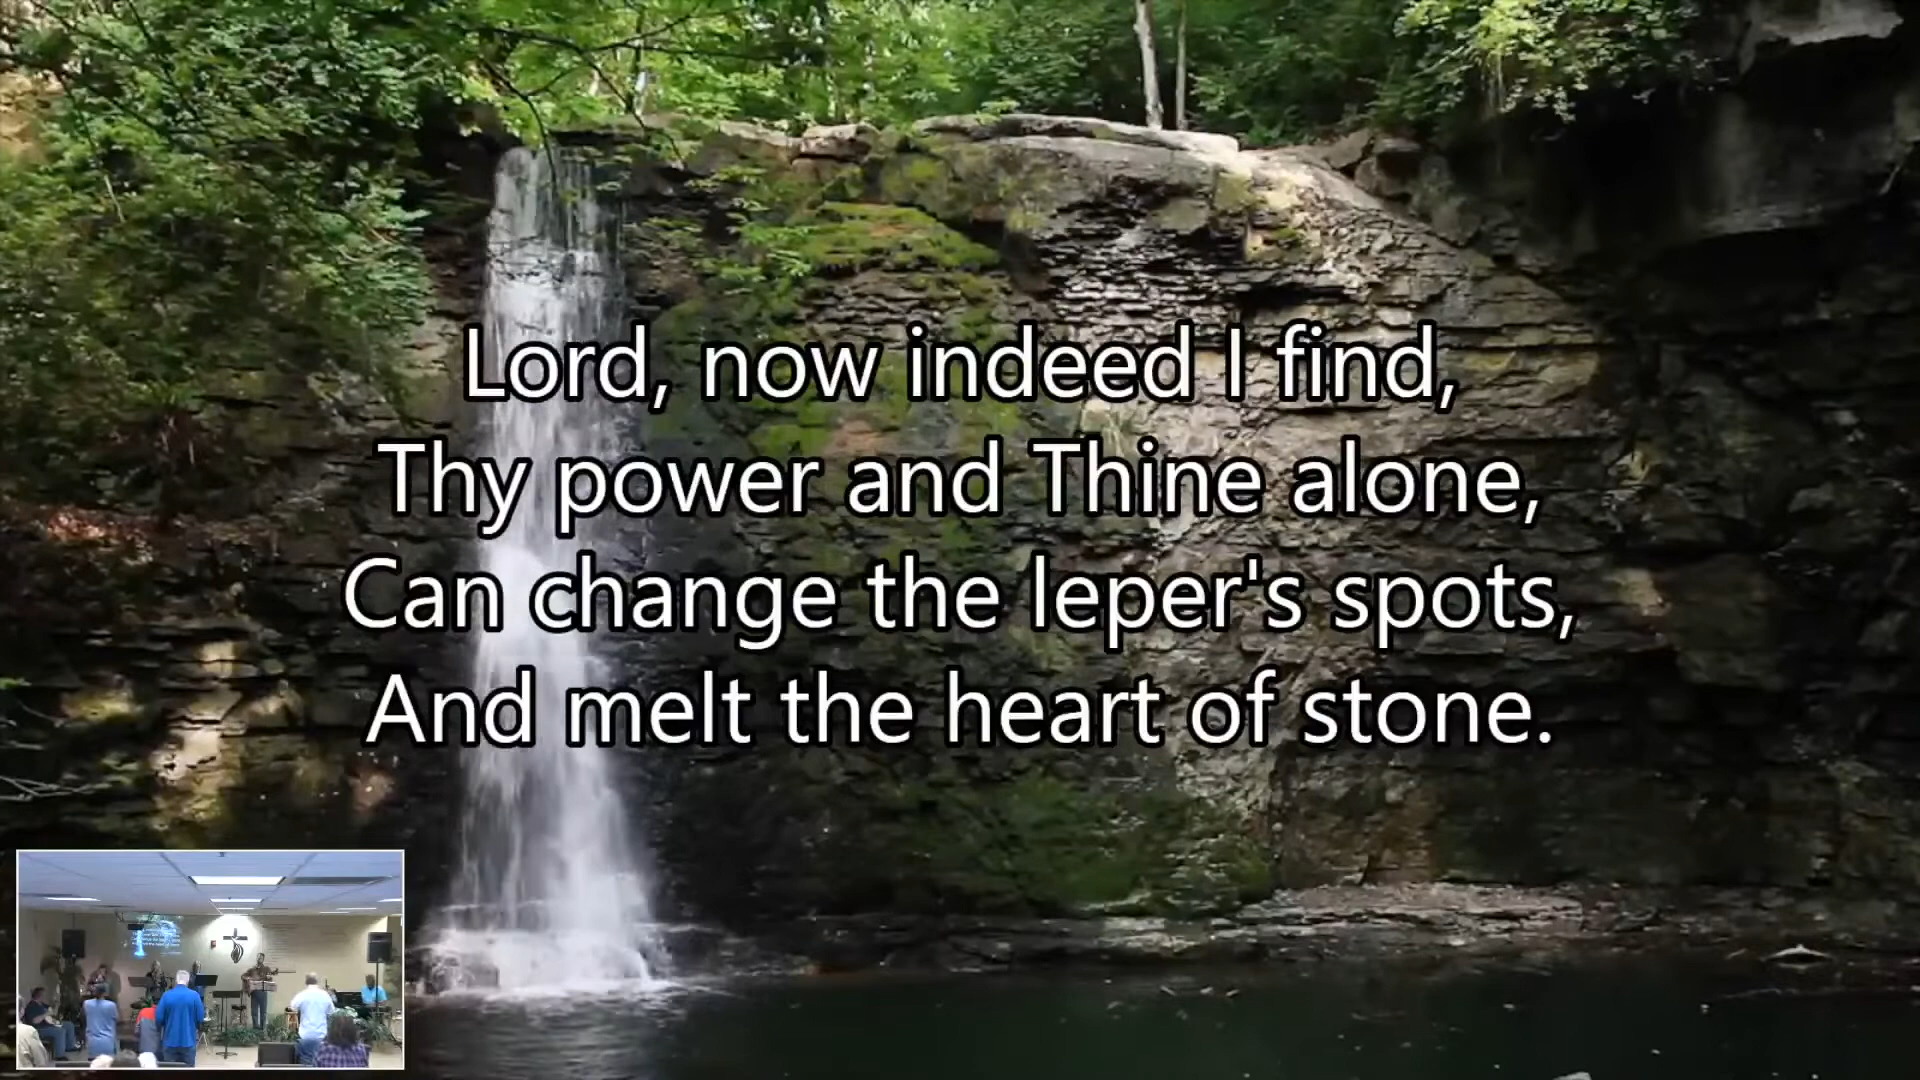 Lord, now indeed I find,
Thy power and Thine alone,
Can change the leper's spots,
And melt the heart of stone.